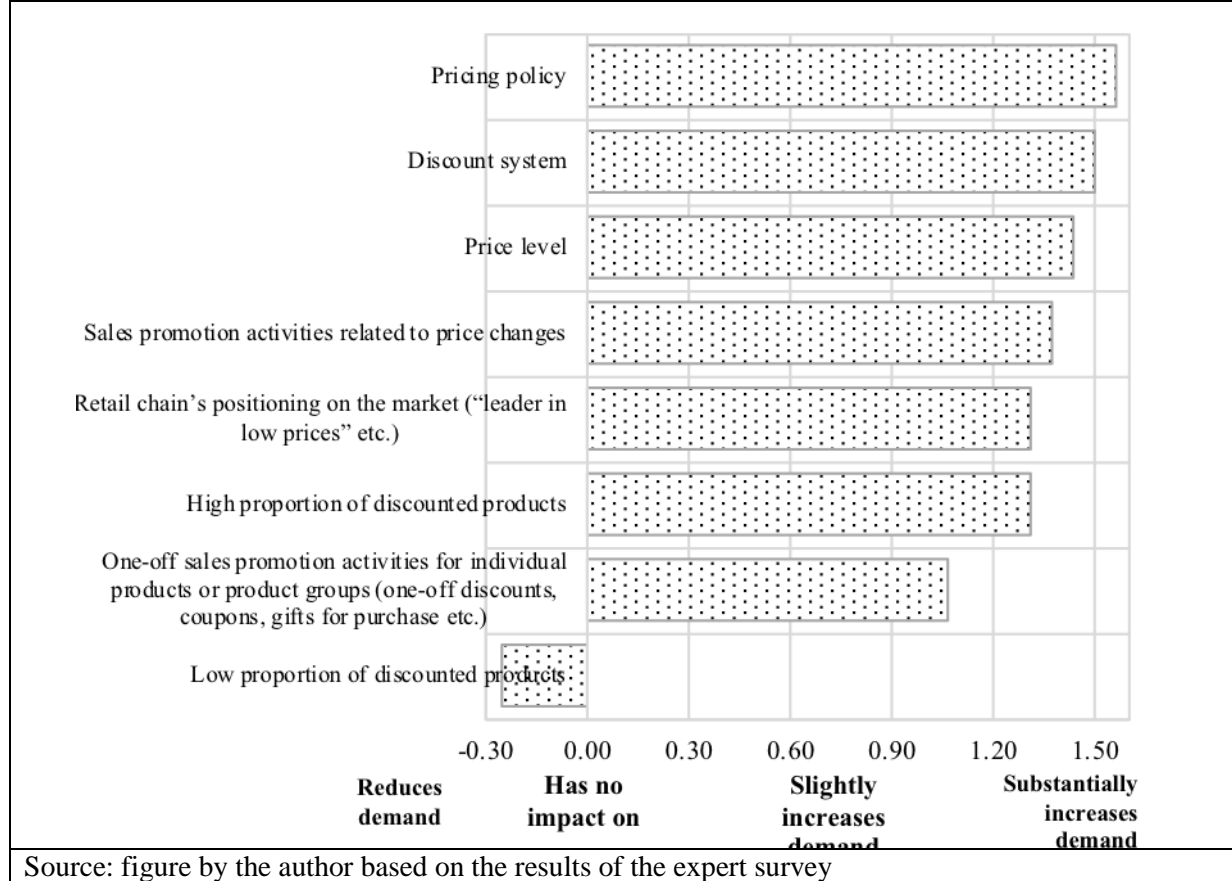 Pricing policy
Discount system
Price level
Sales promotion activities related to price changes
Retail chain's positioning on the market (“leader in
low prices” etc.)
High proportion of discounted products
One-off sales promotion activities for individual
products or product groups (one-off discounts,
coupons, gifts for purchase etc.)
Low proportion of discounted products
-0.30 0.00 0.30 0.60 0.90 1.20 1.50
Reduces
demand
Has no
impact on
Slightly
increases
demand
Substantially
increases
demand
Source: figure by the author based on the results of the expert survey